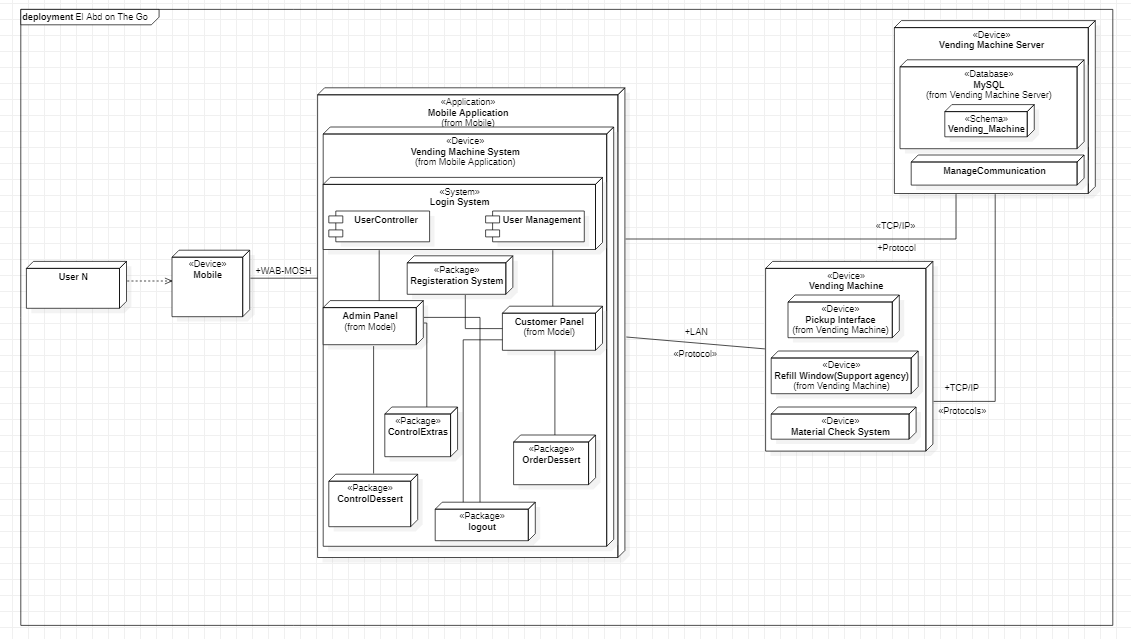 deployment El Abd on The Go
User N
«Device»
Mobile
+WAB-MOSH
«Application»
Mobile Application
(from Mobile)
«Device»
Vending Machine System
(from Mobile Application)
«System»
Login System
UserController
User Management
«Package»
Registeration System
Admin Panel
(from Model)
Customer Panel
(from Model)
«Package»
ControlExtras
«Package»
OrderDessert
«Package»
ControlDessert
«Package»
logout
«Device»
Vending Machine Server
«Database»
MySQL
(from Vending Machine Server)
«Schema»
Vending_Machine
ManageCommunication
«TCP/IP»
+Protocol
+LAN
«Protocol»
«Device»
Vending Machine
«Device»
Pickup Interface
(from Vending Machine)
«Device»
Refill Window(Support agency)
(from Vending Machine)
«Device»
Material Check System
+TCP/IP
«Protocols»